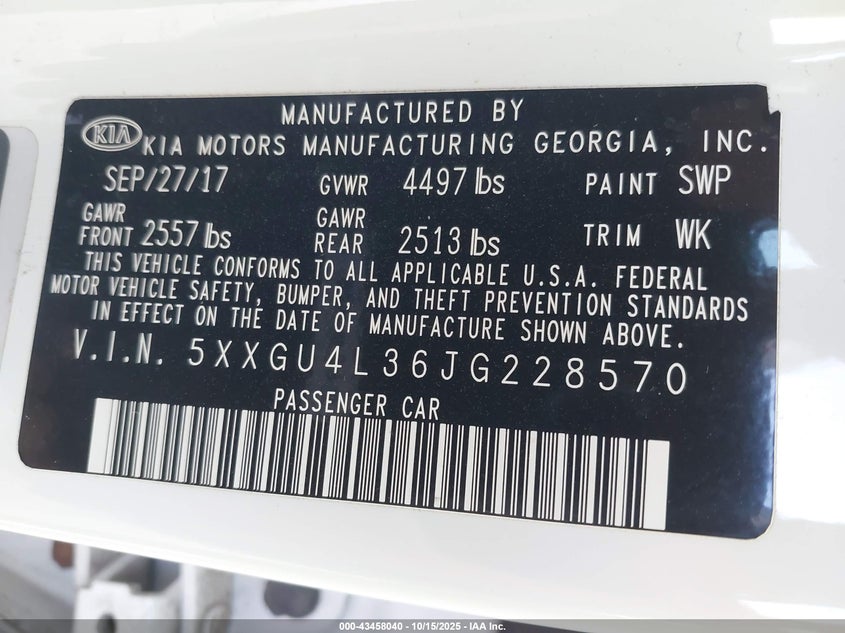 MANUFACTURED BY
KIA KIA MOTORS MANUFACTURING GEORGIA, INC.
SEP/27/17 GVWR 4497 lbs PAINT SWP
GAWR FRONT 2557 lbs GAWR REAR 2513 lbs TRIM WK
THIS VEHICLE CONFORMS TO ALL APPLICABLE U.S.A. FEDERAL
MOTOR VEHICLE SAFETY, BUMPER, AND THEFT PREVENTION STANDARDS
IN EFFECT ON THE DATE OF MANUFACTURE SHOWN ABOVE.
V.I.N. 5XXGU4L36JG228570
PASSENGER CAR
000-43458040 - 10/15/2025 - IAA Inc.